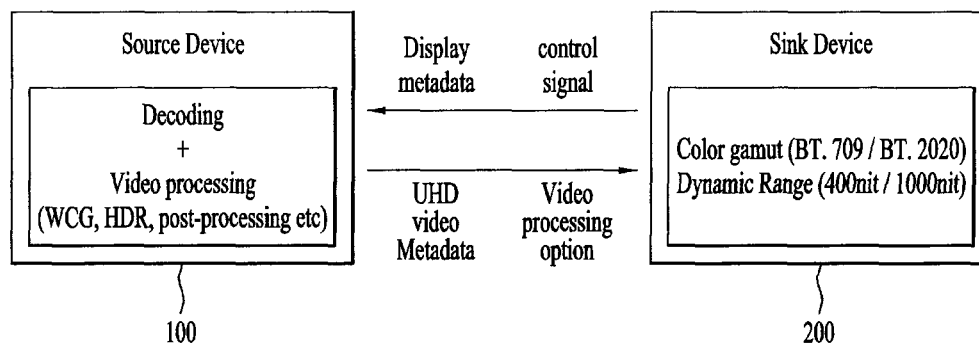 Source Device
Decoding
+
Video processing
(WCG, HDR, post-processing etc)
100
Display metadata
control signal
UHD video Metadata
Video processing option
Sink Device
Color gamut (BT. 709 / BT. 2020)
Dynamic Range (400nit / 1000nit)
200